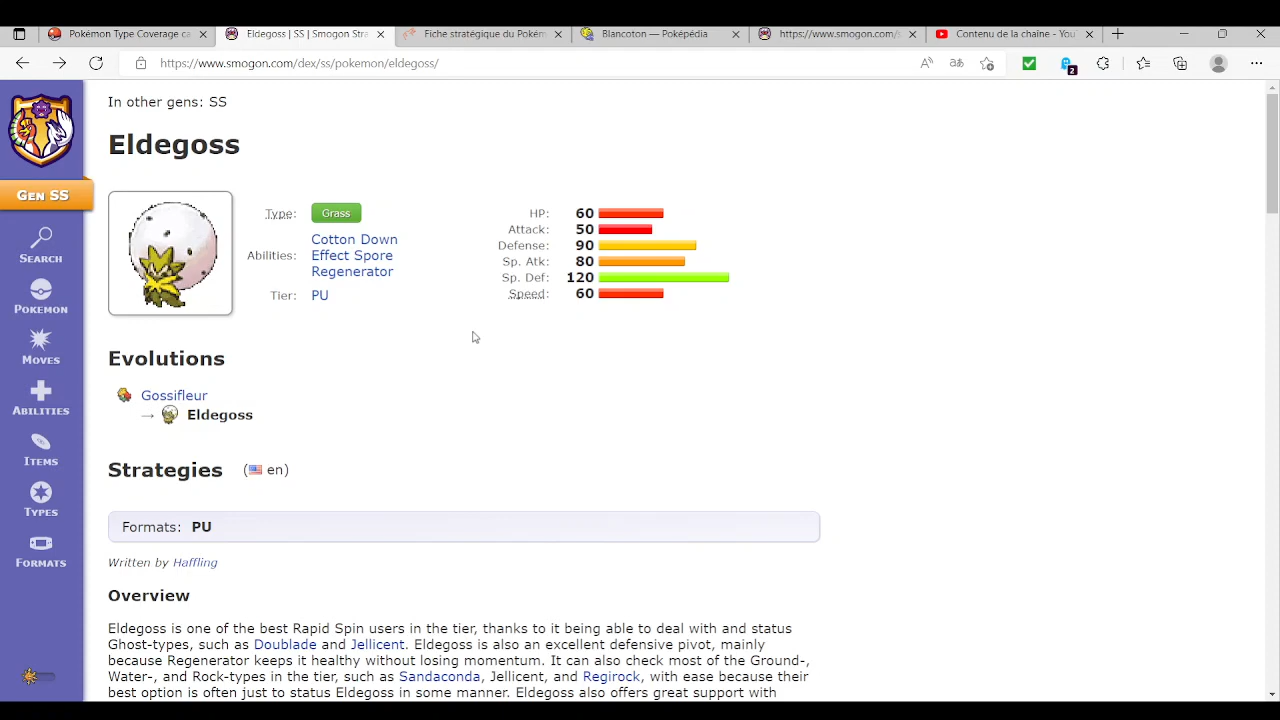 Pokémon Type Coverage ca
Eldegoss | SS | Smogon Stra
Fiche stratégique du Pokém
Blancoton — Poképédia
https://www.smogon.com/s
Contenu de la chaîne - You
https://www.smogon.com/dex/ss/pokemon/eldegoss/
2
In other gens: SS
Eldegoss
Gen SS
Search
Pokemon
Moves
Abilities
Items
Types
Formats
Type: Grass
Abilities: Cotton Down
Effect Spore
Regenerator
Tier: PU
HP: 60
Attack: 50
Defense: 90
Sp. Atk: 80
Sp. Def: 120
Speed: 60
Evolutions
Gossifleur
→ Eldegoss
Strategies (en)
Formats: PU
Written by Haffling
Overview
Eldegoss is one of the best Rapid Spin users in the tier, thanks to it being able to deal with and status
Ghost-types, such as Doublade and Jellicent. Eldegoss is also an excellent defensive pivot, mainly
because Regenerator keeps it healthy without losing momentum. It can also check most of the Ground-,
Water-, and Rock-types in the tier, such as Sandaconda, Jellicent, and Regirock, with ease because their
best option is often just to status Eldegoss in some manner. Eldegoss also offers great support with